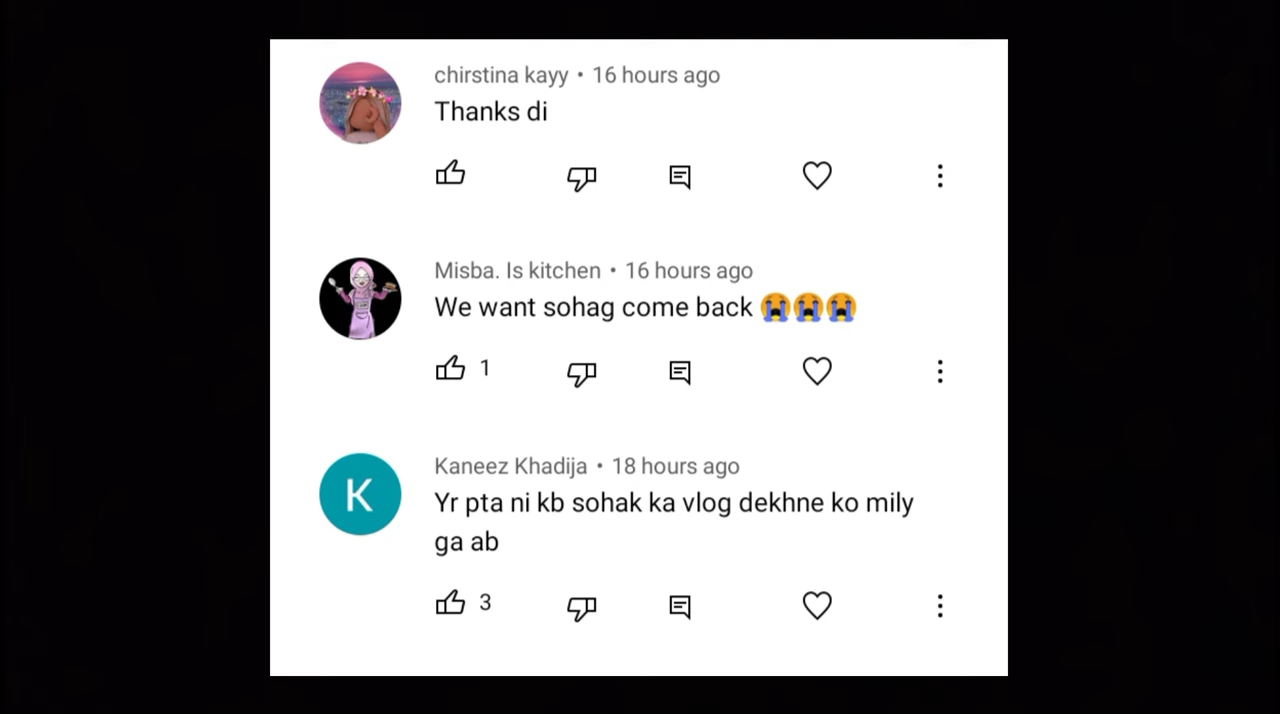 chirstina kayy • 16 hours ago
Thanks di
Misba. Is kitchen • 16 hours ago
We want sohag come back 😭😭😭
1
Kaneez Khadija • 18 hours ago
K
Yr pta ni kb sohak ka vlog dekhne ko mily
ga ab
3